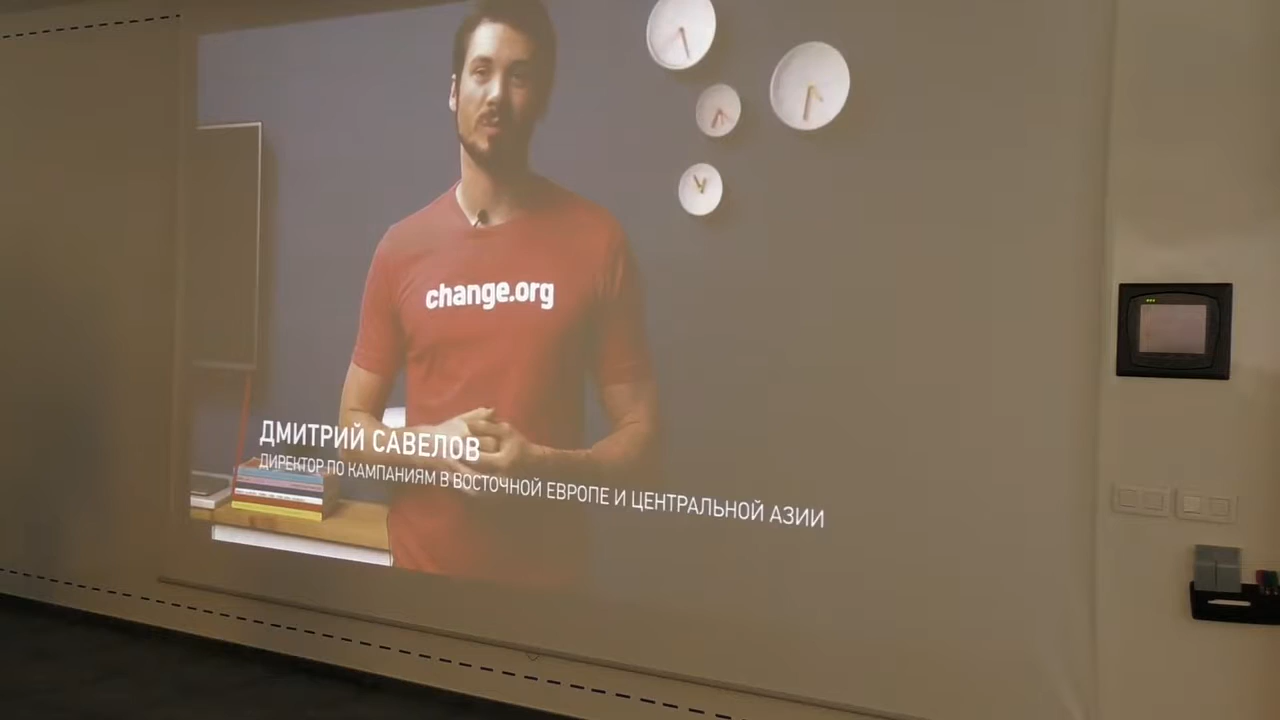 change.org
ДМИТРИЙ САВЕЛОВ
ДИРЕКТОР ПО КАМПАНИЯМ В ВОСТОЧНОЙ ЕВРОПЕ И ЦЕНТРАЛЬНОЙ АЗИИ